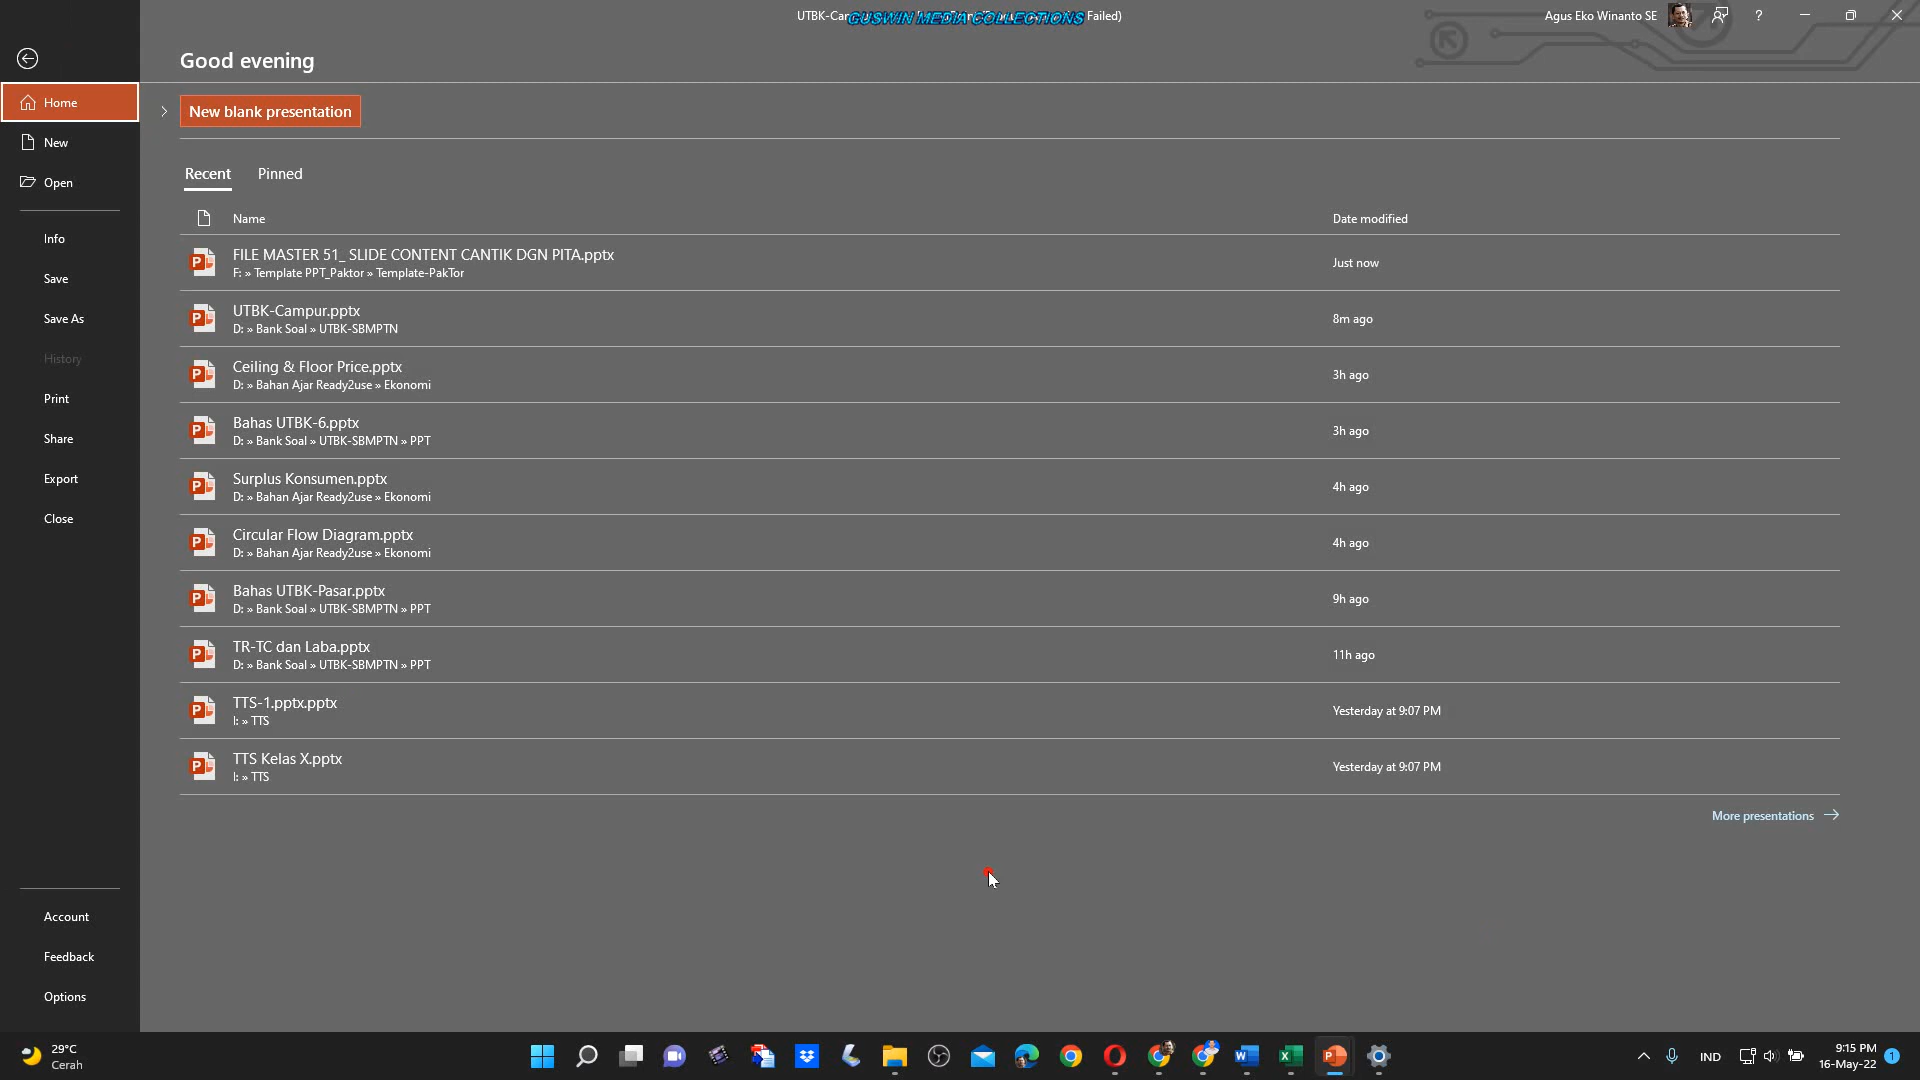 UTBK-Cam
GUSWIN MEDIA COLLECTIONS
Failed)
Agus Eko Winanto SE
?
Good evening
Home
New blank presentation
New
Open
Recent
Pinned
Name
Date modified
Info
FILE MASTER 51_ SLIDE CONTENT CANTIK DGN PITA.pptx
F: » Template PPT_Paktor » Template-PakTor
Just now
Save
UTBK-Campur.pptx
D: » Bank Soal » UTBK-SBMPTN
8m ago
Save As
History
Ceiling & Floor Price.pptx
D: » Bahan Ajar Ready2use » Ekonomi
3h ago
Print
Bahas UTBK-6.pptx
D: » Bank Soal » UTBK-SBMPTN » PPT
3h ago
Share
Export
Surplus Konsumen.pptx
D: » Bahan Ajar Ready2use » Ekonomi
4h ago
Close
Circular Flow Diagram.pptx
D: » Bahan Ajar Ready2use » Ekonomi
4h ago
Bahas UTBK-Pasar.pptx
D: » Bank Soal » UTBK-SBMPTN » PPT
9h ago
TR-TC dan Laba.pptx
D: » Bank Soal » UTBK-SBMPTN » PPT
11h ago
TTS-1.pptx.pptx
I: » TTS
Yesterday at 9:07 PM
TTS Kelas X.pptx
I: » TTS
Yesterday at 9:07 PM
More presentations
Account
Feedback
Options
29°C
Cerah
IND
9:15 PM
16-May-22
1